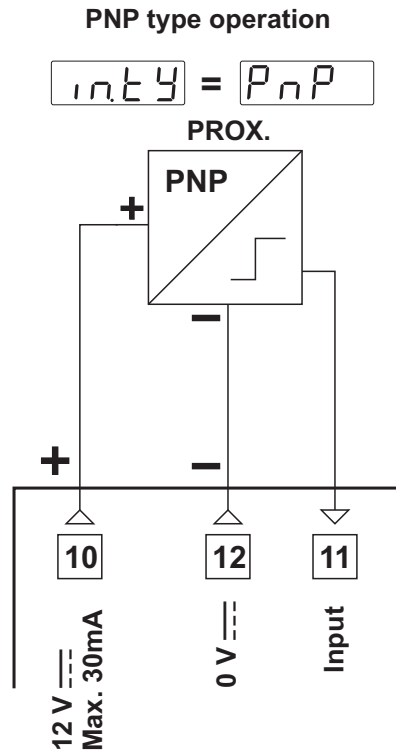 PNP type operation
in.tY = PnP
PROX.
PNP
+
−
+
−
10
12
11
12 V ⎓
Max. 30mA
0 V ⎓
Input